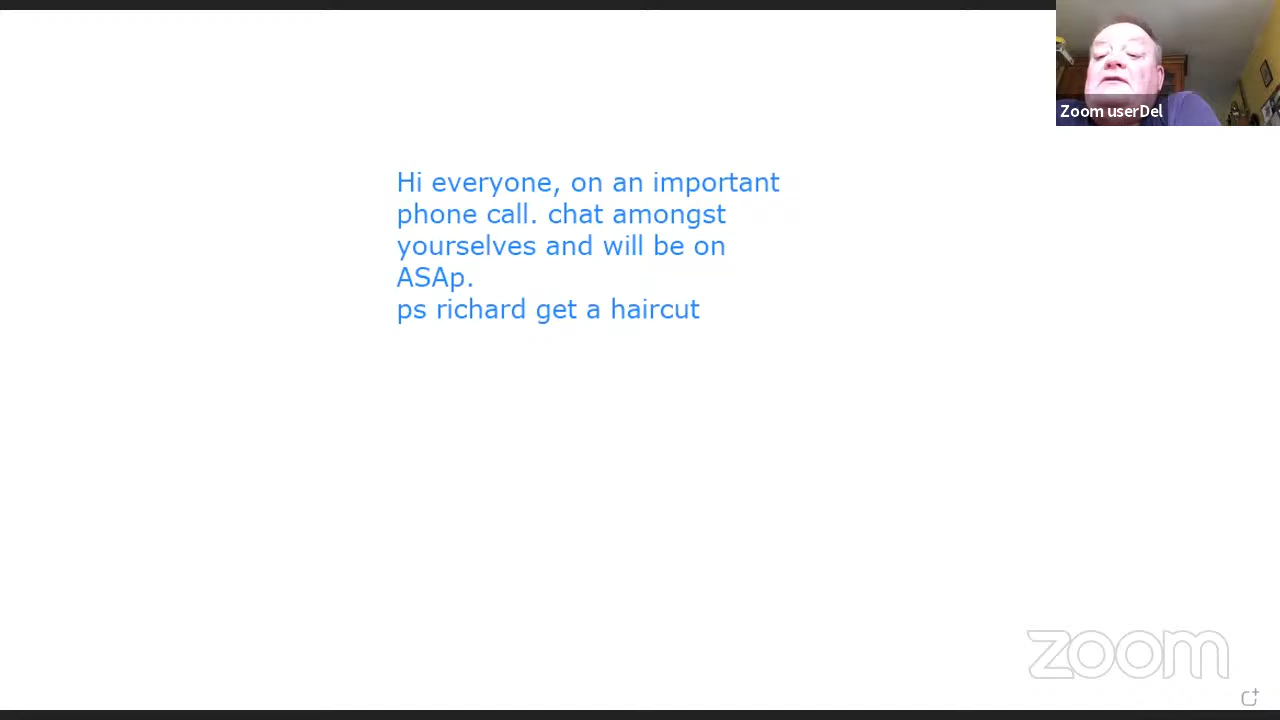 Zoom userDel
Hi everyone, on an important
phone call. chat amongst
yourselves and will be on
ASAp.
ps richard get a haircut
zoom